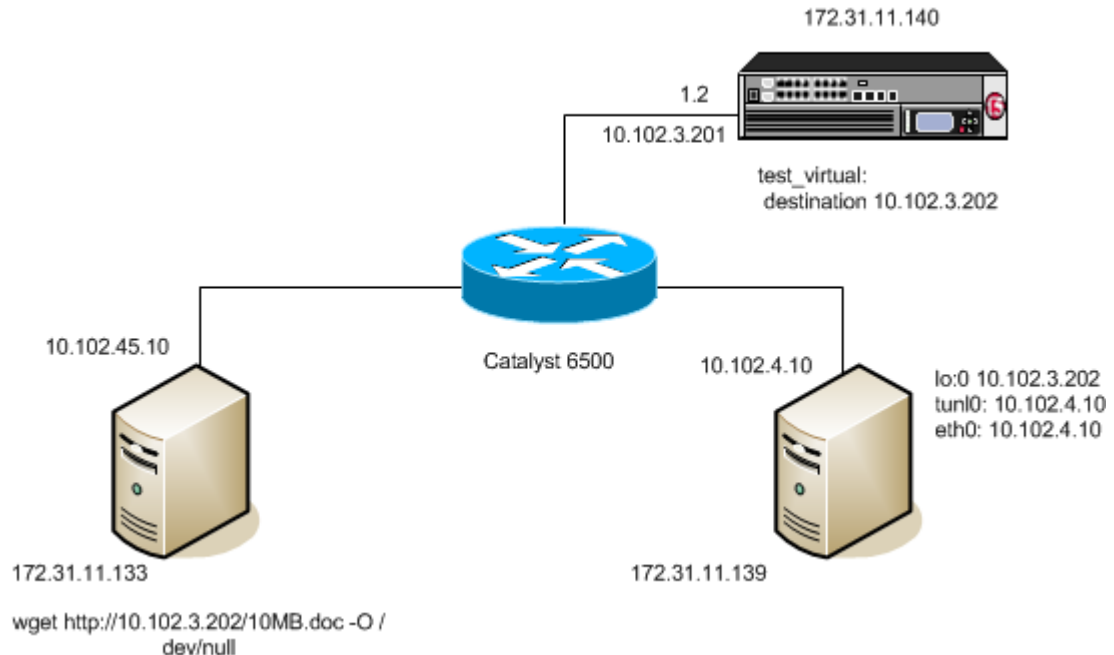 172.31.11.140
1.2
10.102.3.201
f5
test_virtual:
destination 10.102.3.202
10.102.45.10
Catalyst 6500
10.102.4.10
lo:0 10.102.3.202
tunl0: 10.102.4.10
eth0: 10.102.4.10
172.31.11.133
172.31.11.139
wget http://10.102.3.202/10MB.doc -O /
dev/null